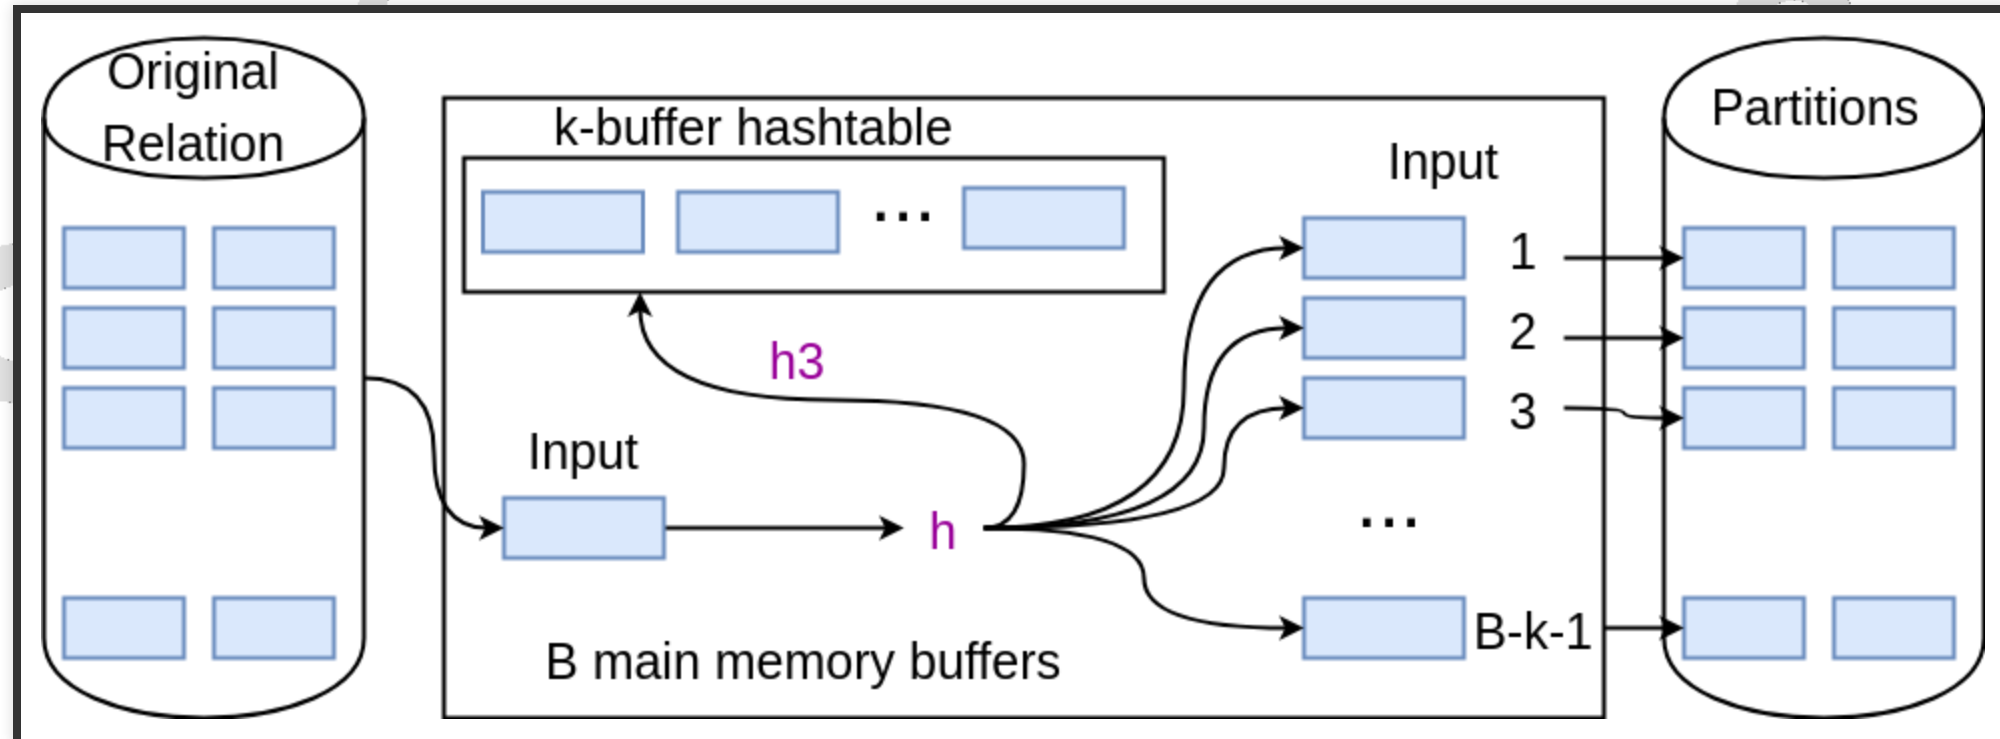 Original
Relation
k-buffer hashtable
...
h3
Input
h
B main memory buffers
Input
1
2
3
...
B-k-1
Partitions